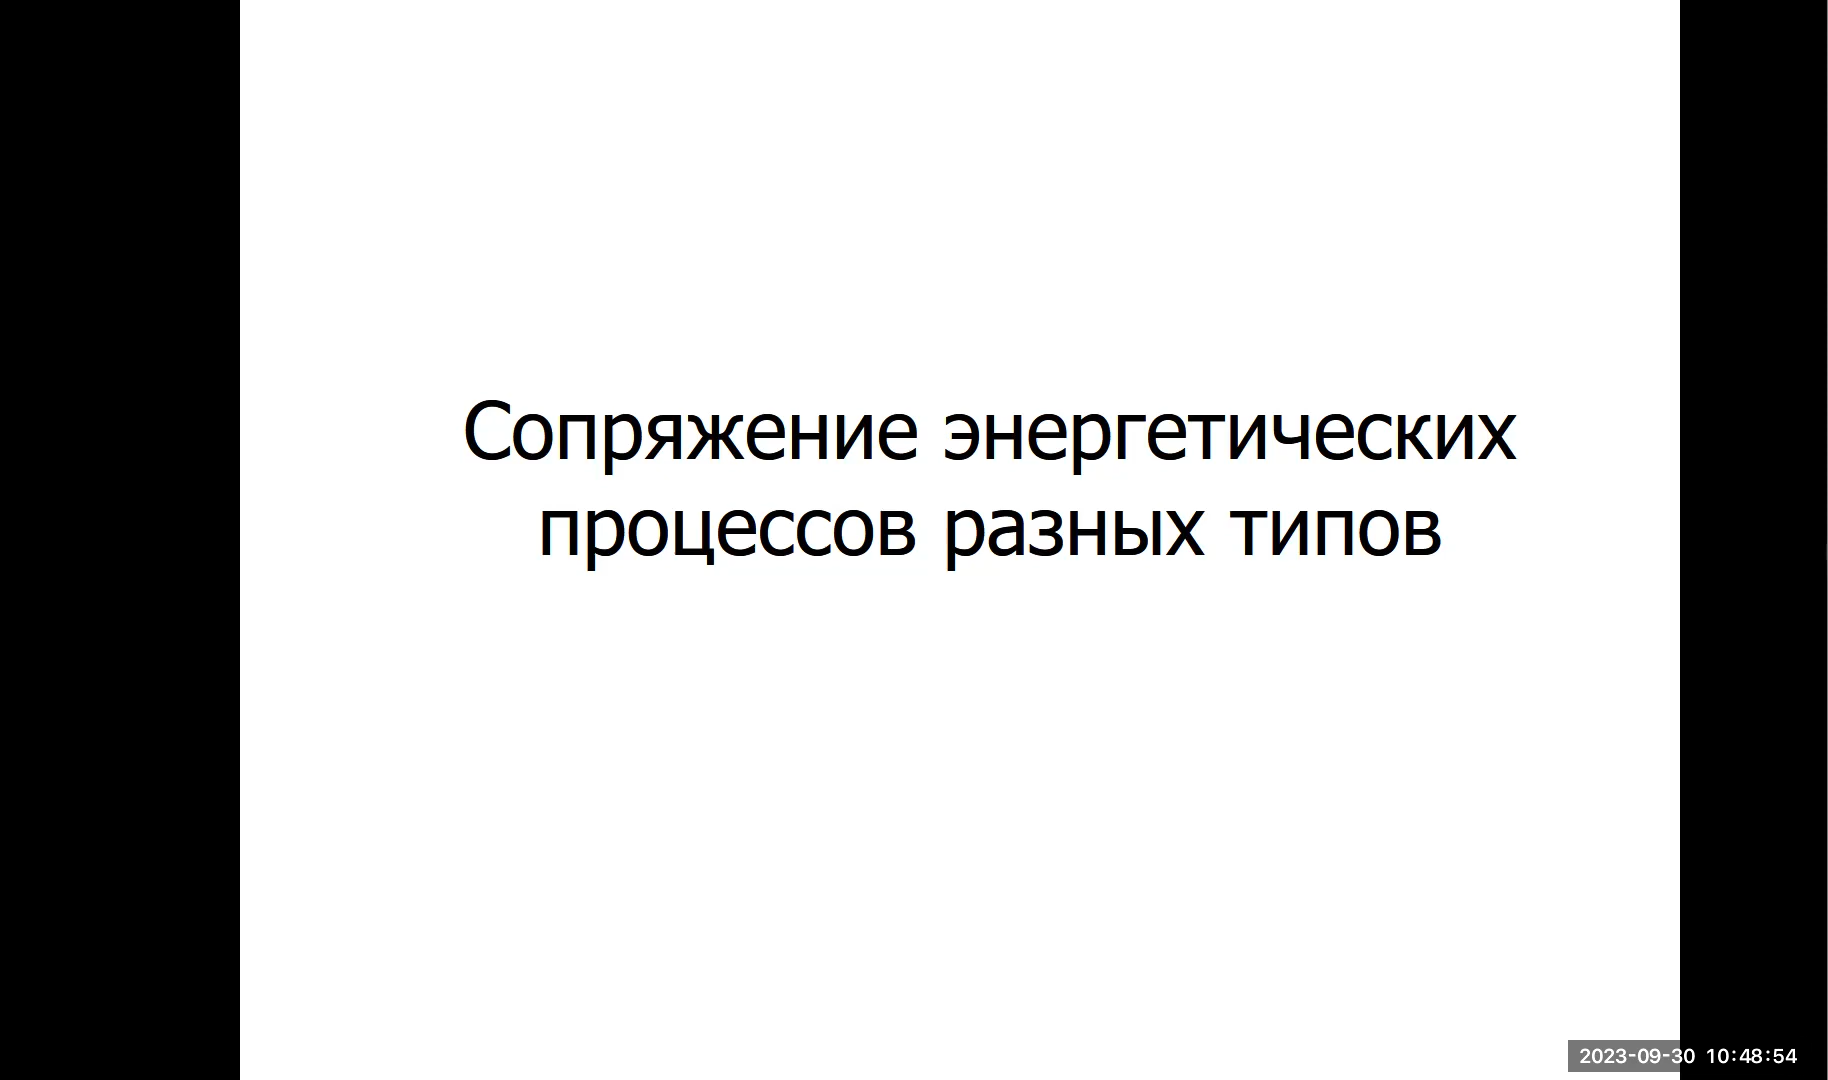 Сопряжение энергетических
процессов разных типов
2023-09-30 10:48:54